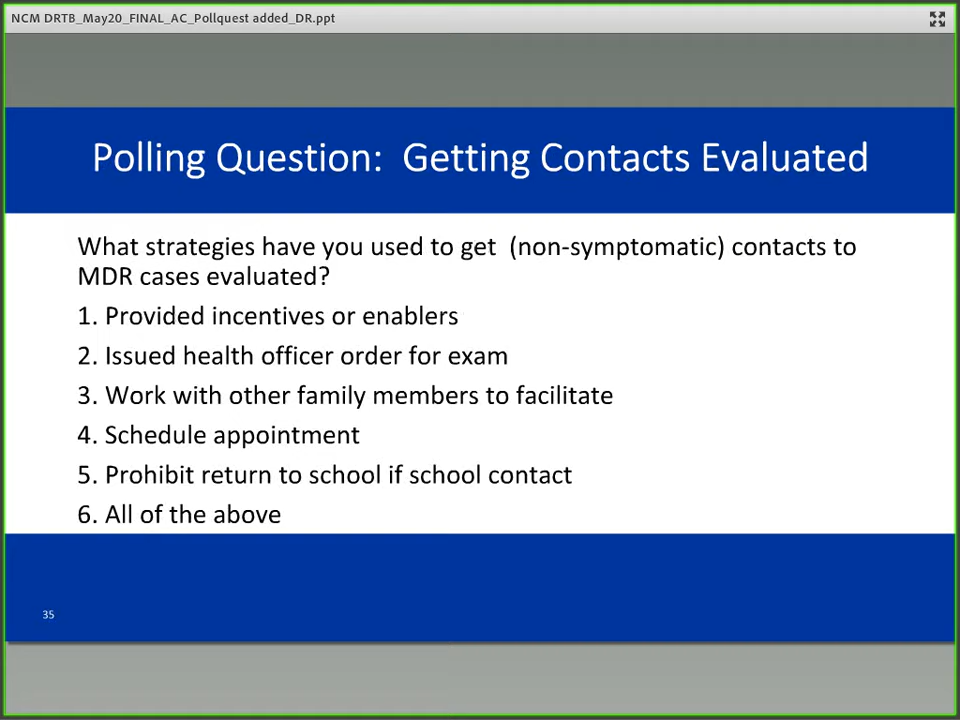 NCM DRTB_May20_FINAL_AC_Pollquest added_DR.ppt
Polling Question:  Getting Contacts Evaluated
What strategies have you used to get  (non-symptomatic) contacts to
MDR cases evaluated?
1. Provided incentives or enablers
2. Issued health officer order for exam
3. Work with other family members to facilitate
4. Schedule appointment
5. Prohibit return to school if school contact
6. All of the above
35